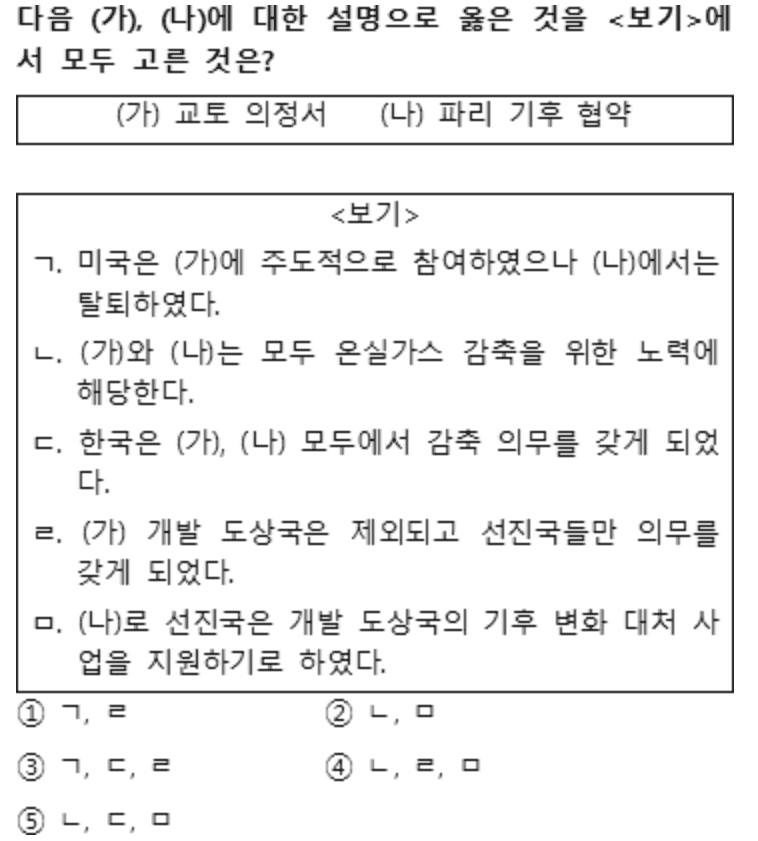 다음 (가), (나)에 대한 설명으로 옳은 것을 <보기>에
서 모두 고른 것은?
(가) 교토 의정서 (나) 파리 기후 협약
<보기>
ㄱ. 미국은 (가)에 주도적으로 참여하였으나 (나)에서는
탈퇴하였다.
ㄴ. (가)와 (나)는 모두 온실가스 감축을 위한 노력에
해당한다.
ㄷ. 한국은 (가), (나) 모두에서 감축 의무를 갖게 되었
다.
ㄹ. (가) 개발 도상국은 제외되고 선진국들만 의무를
갖게 되었다.
ㅁ. (나)로 선진국은 개발 도상국의 기후 변화 대처 사
업을 지원하기로 하였다.
① ㄱ, ㄹ ② ㄴ, ㅁ
③ ㄱ, ㄷ, ㄹ ④ ㄴ, ㄹ, ㅁ
⑤ ㄴ, ㄷ, ㅁ